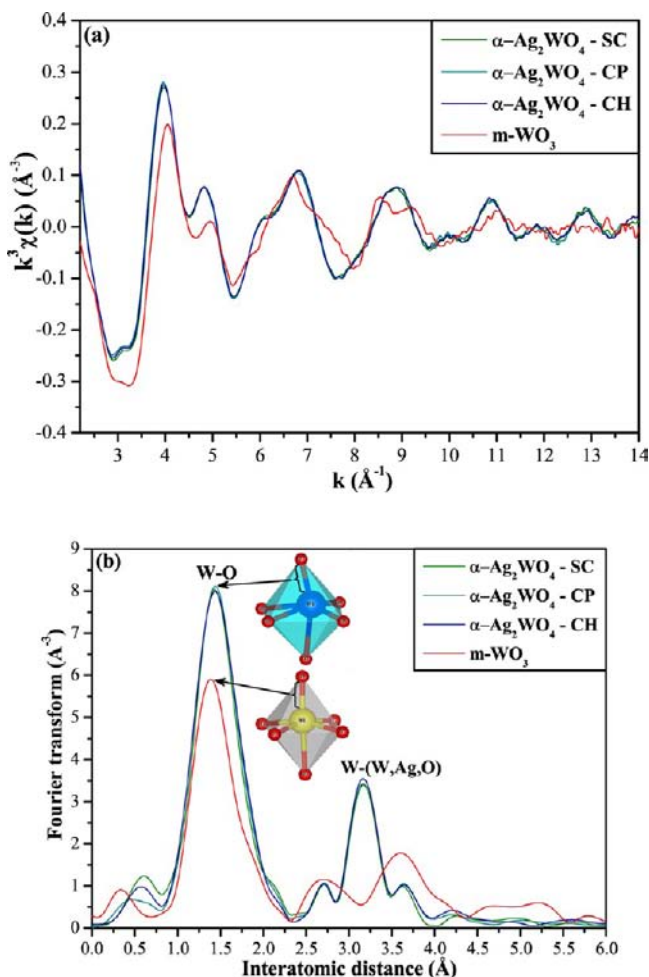 (a)
α–Ag₂WO₄ - SC
α–Ag₂WO₄ - CP
α–Ag₂WO₄ - CH
m-WO₃
0.4
0.3
0.2
0.1
0.0
-0.1
-0.2
-0.3
-0.4
k³χ(k) (Å⁻³)
3 4 5 6 7 8 9 10 11 12 13 14
k (Å⁻¹)
(b)
W-O
α–Ag₂WO₄ - SC
α–Ag₂WO₄ - CP
α–Ag₂WO₄ - CH
m-WO₃
W-(W,Ag,O)
9
8
7
6
5
4
3
2
1
0
Fourier transform (A⁻³)
0.0 0.5 1.0 1.5 2.0 2.5 3.0 3.5 4.0 4.5 5.0 5.5 6.0
Interatomic distance (Å)